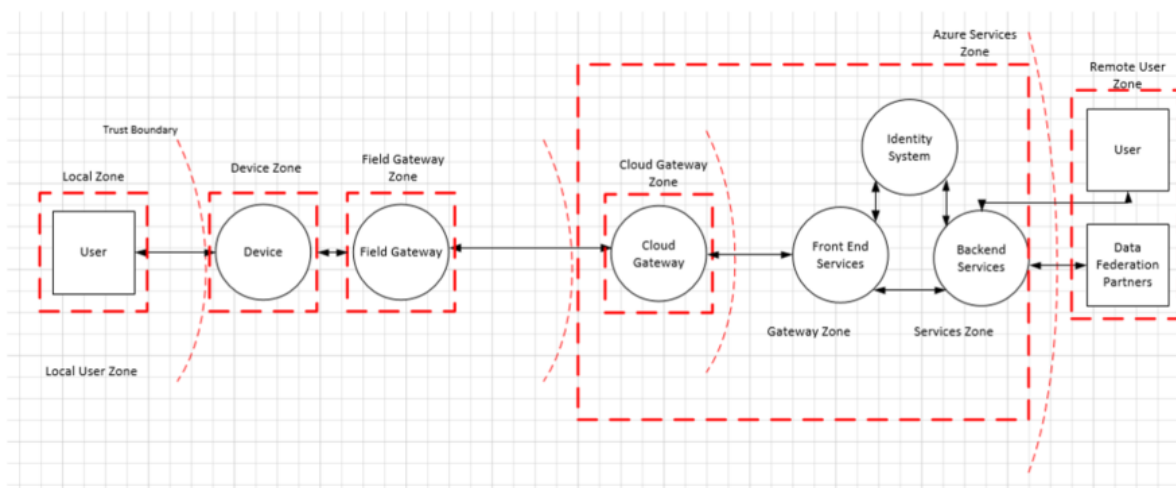 Azure Services
Zone
Remote User
Zone
Trust Boundary
Identity
System
User
Field Gateway
Zone
Cloud Gateway
Zone
Device Zone
Local Zone
User
Device
Field Gateway
Cloud
Gateway
Front End
Services
Backend
Services
Data
Federation
Partners
Gateway Zone
Services Zone
Local User Zone